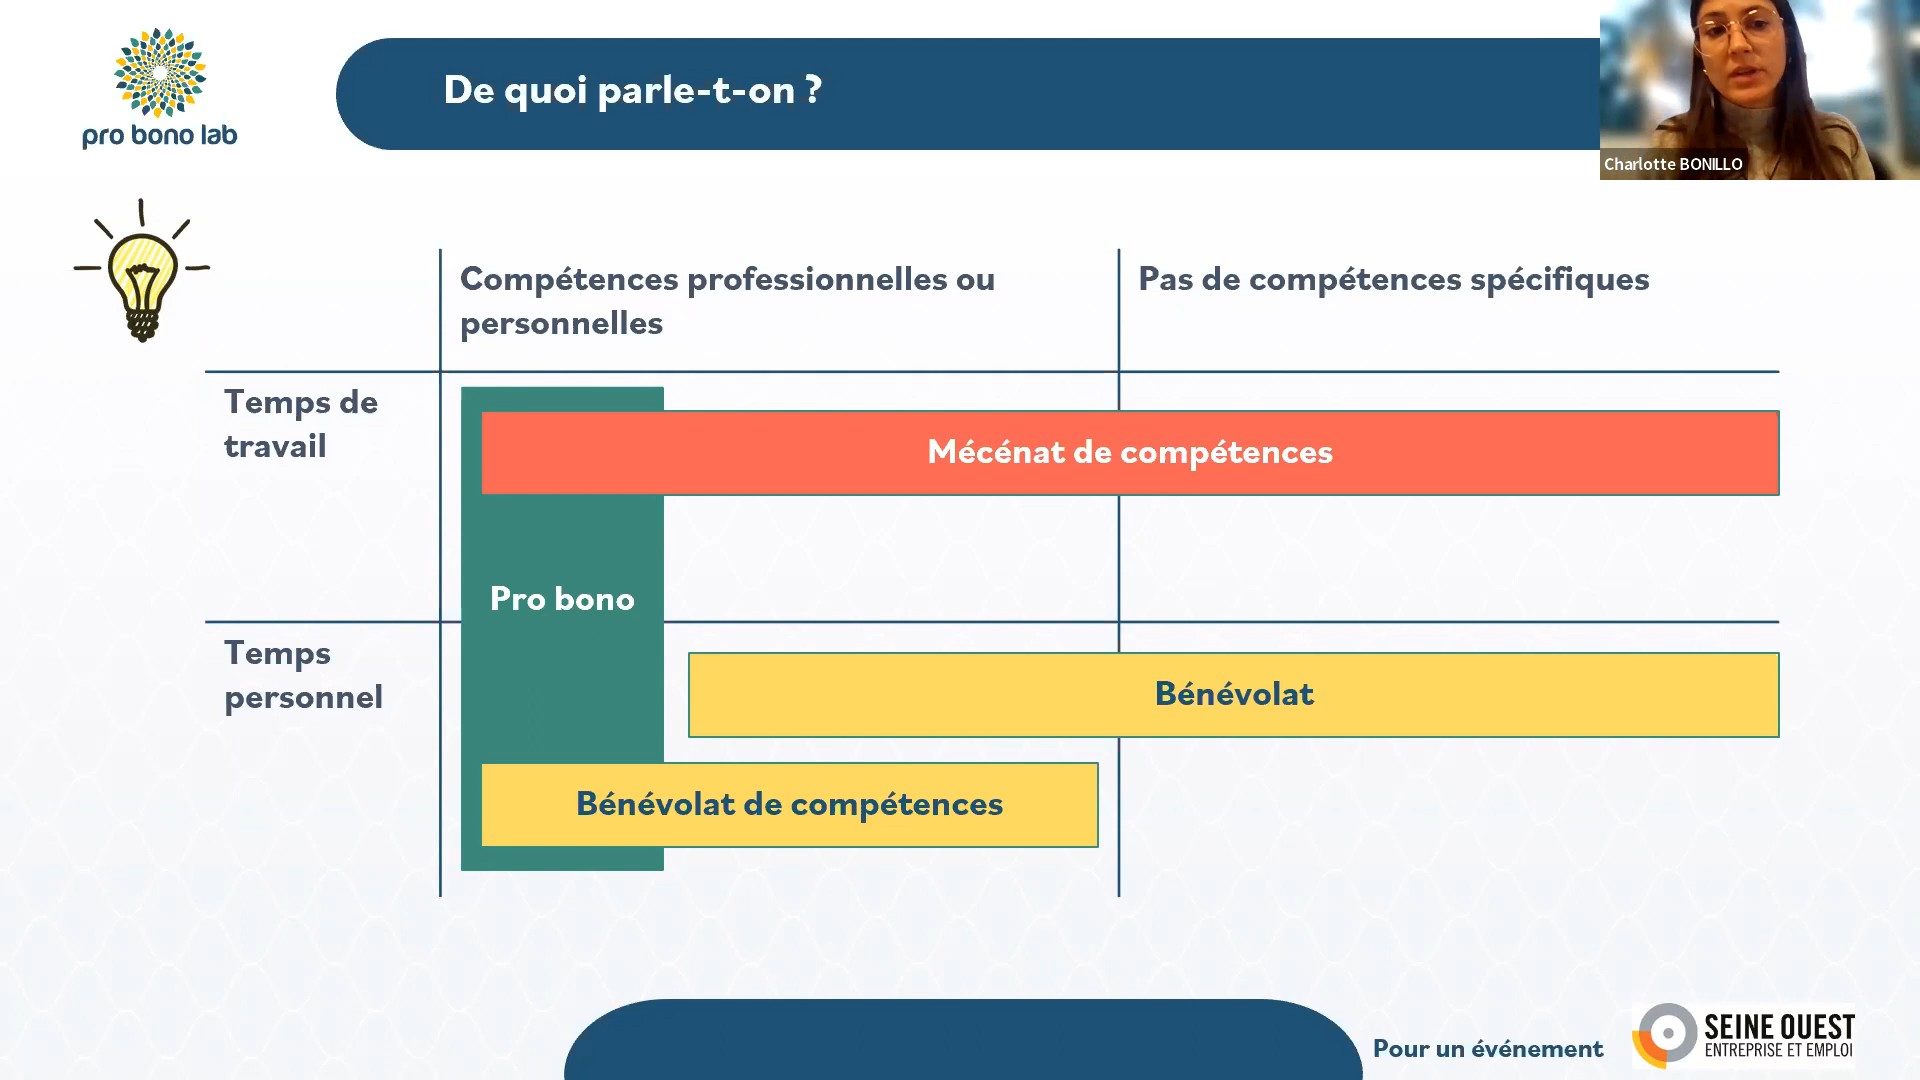 pro bono lab
De quoi parle-t-on ?
Charlotte BONILLO
Compétences professionnelles ou
personnelles
Pas de compétences spécifiques
Temps de
travail
Mécénat de compétences
Pro bono
Temps
personnel
Bénévolat
Bénévolat de compétences
Pour un événement
SEINE OUEST
ENTREPRISE ET EMPLOI